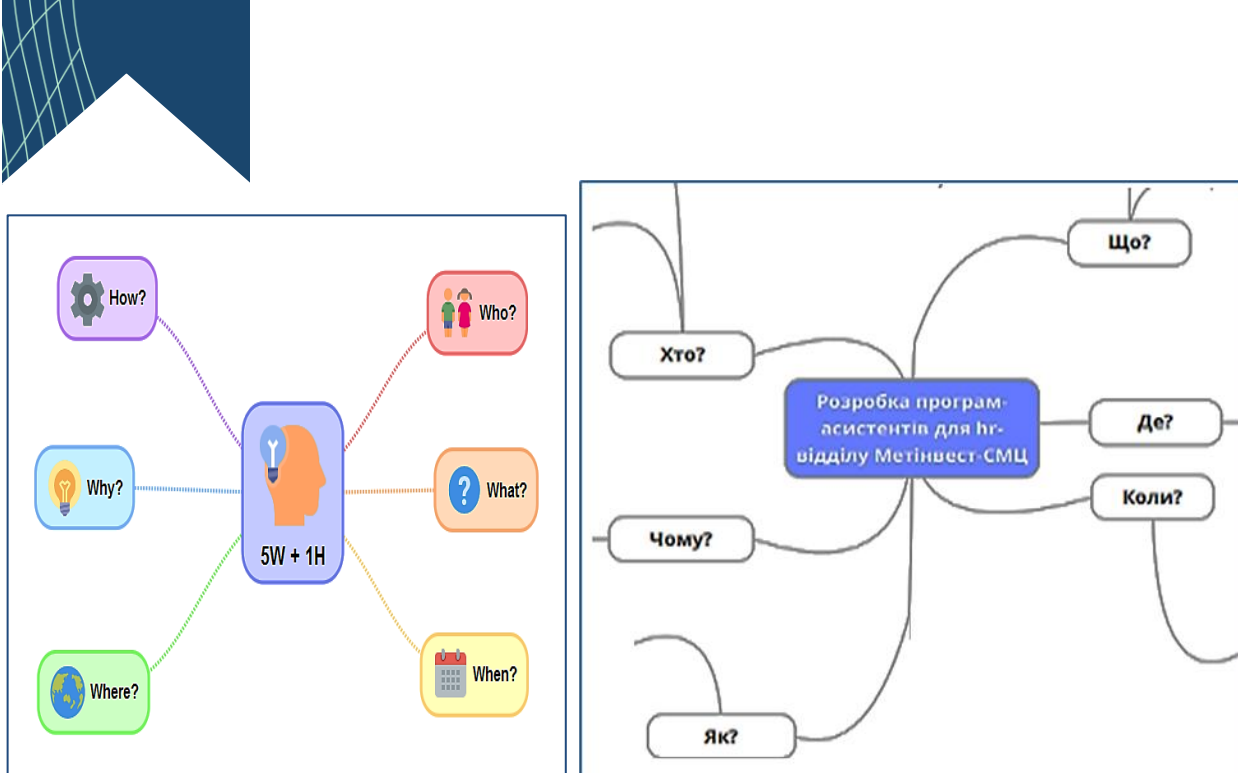 How?
Who?
Why?
What?
5W + 1H
Where?
When?
Що?
Хто?
Розробка програм-
асистентів для hr-
відділу Метінвест-СМЦ
Де?
Коли?
Чому?
Як?